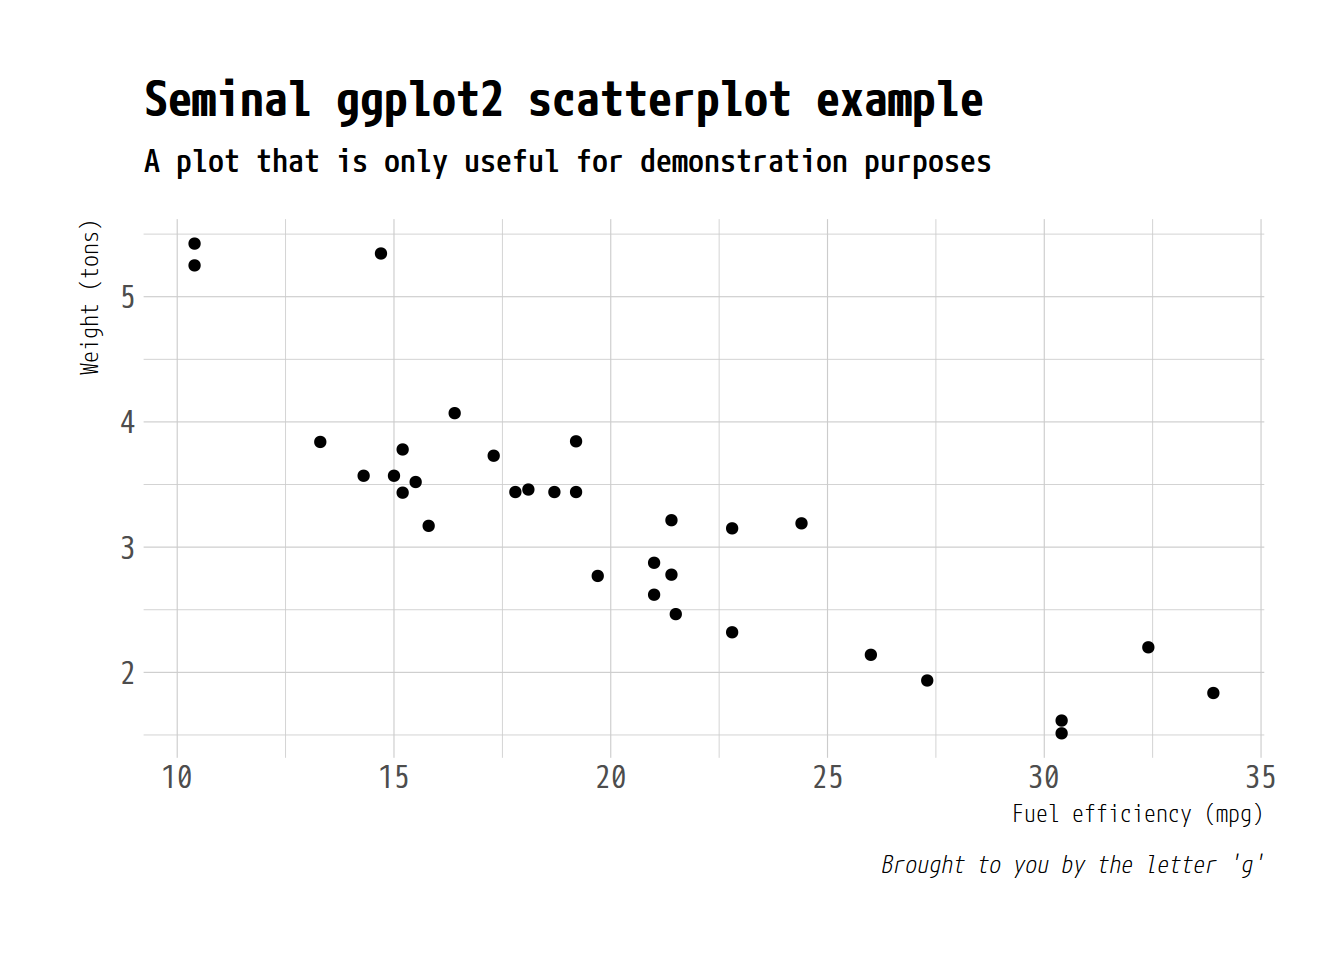 Seminal ggplot2 scatterplot example
A plot that is only useful for demonstration purposes
Weight (tons)
5
4
3
2
10 15 20 25 30 35
Fuel efficiency (mpg)
Brought to you by the letter 'g'